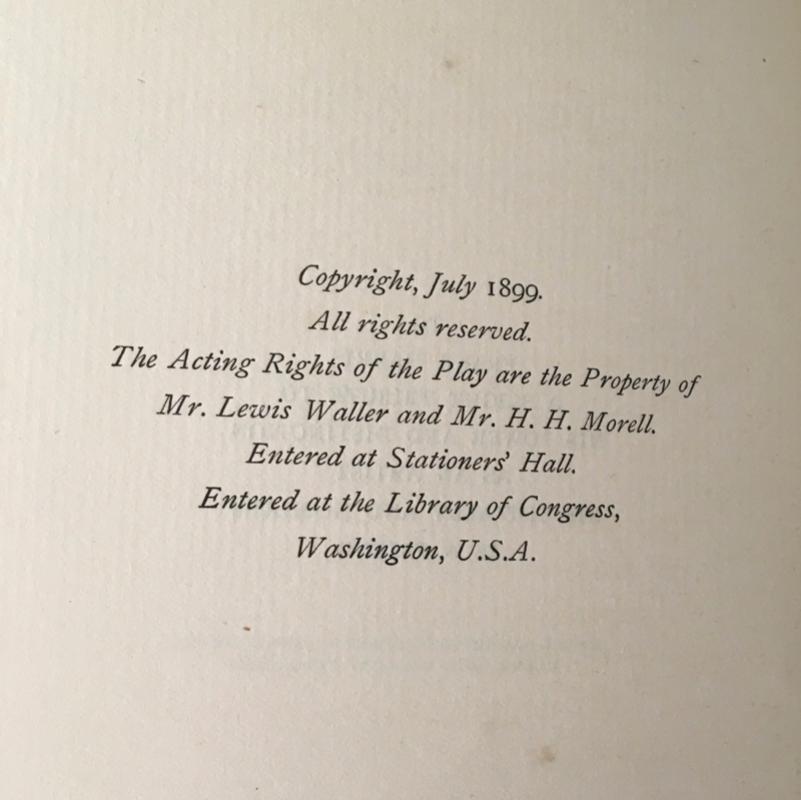 Copyright, July 1899.
All rights reserved.
The Acting Rights of the Play are the Property of
Mr. Lewis Waller and Mr. H. H. Morell.
Entered at Stationers' Hall.
Entered at the Library of Congress,
Washington, U.S.A.